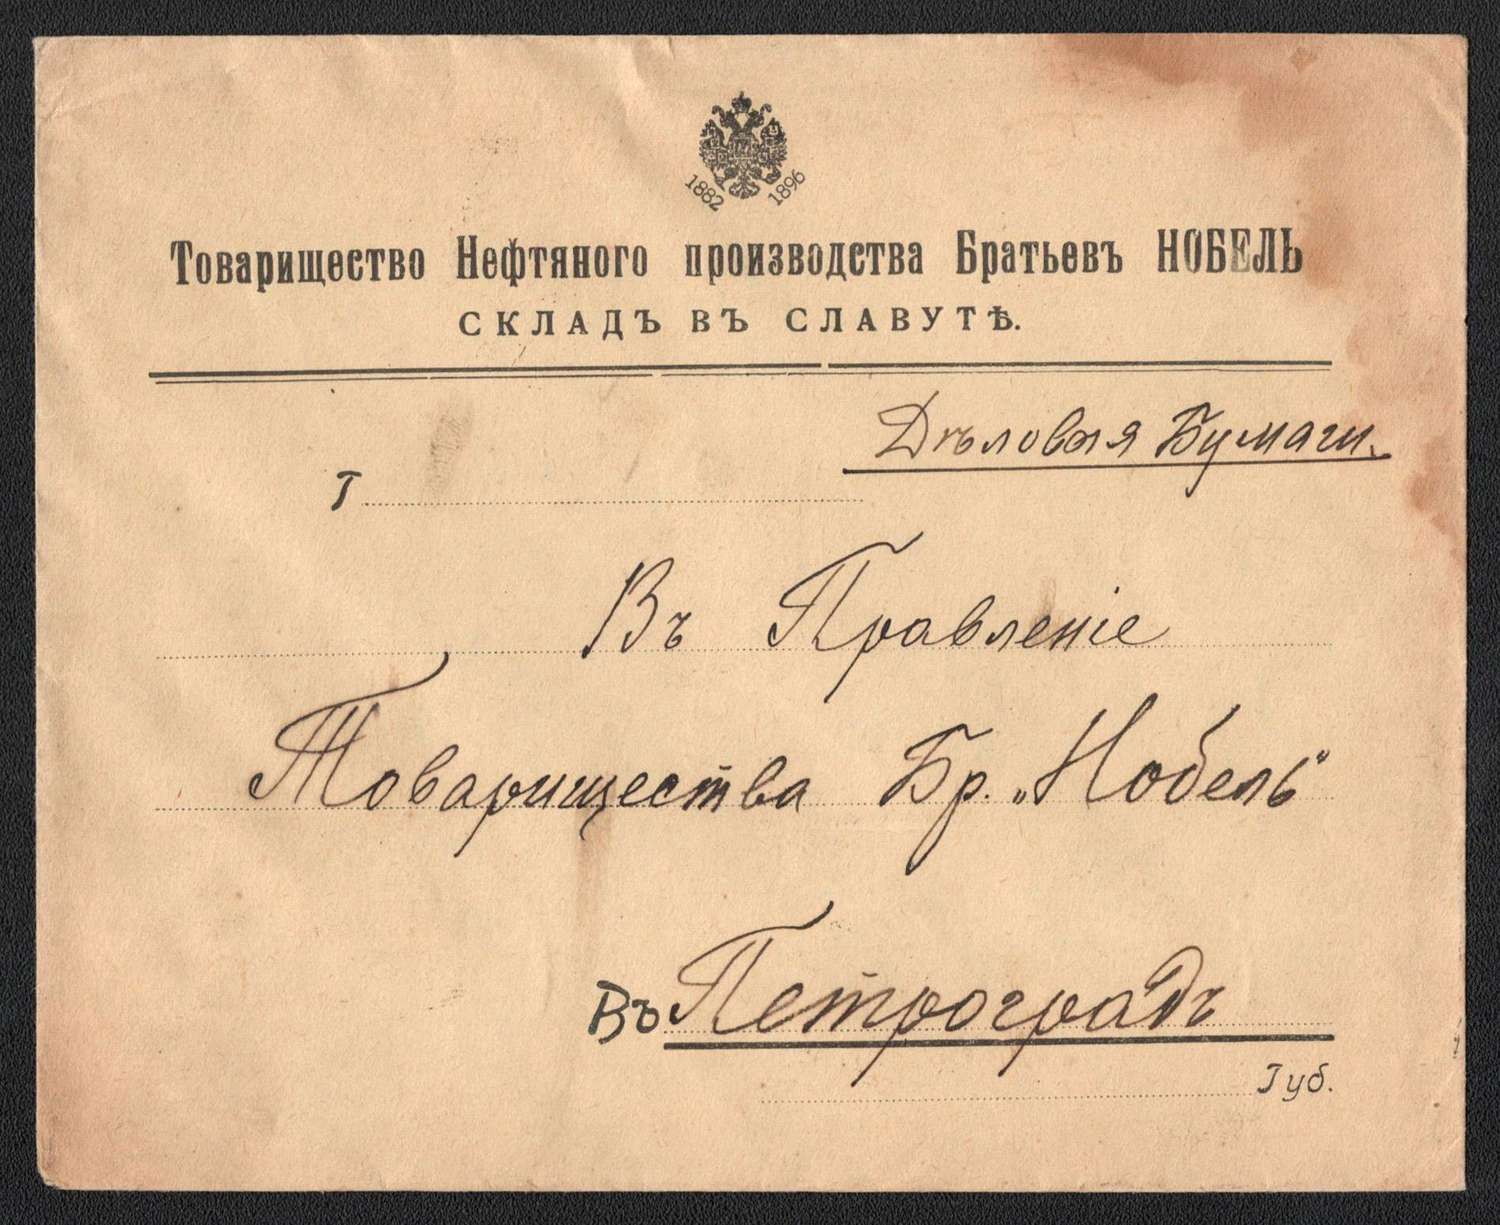 1882 1896
Товарищество Нефтяного производства Братьевъ НОБЕЛЬ
СКЛАДЪ ВЪ СЛАВУТѢ.
Дѣловыя Бумаги.
Г
Въ Правленіе
Товарищества Бр. „Нобель"
Въ Петроградъ
Губ.